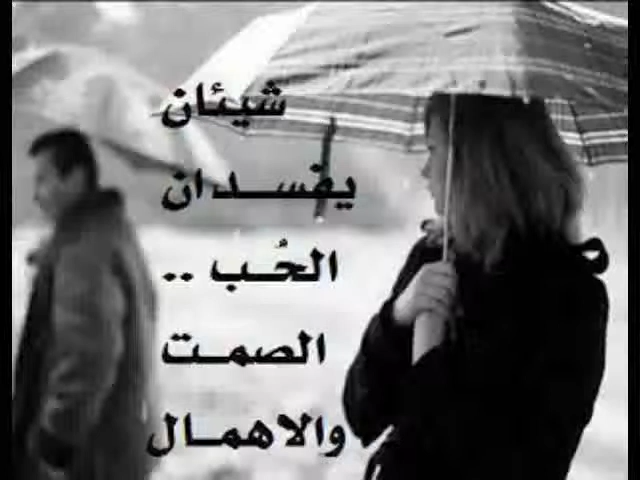 شيئان
يفسدان
الحُب ..
الصمت
والاهمال